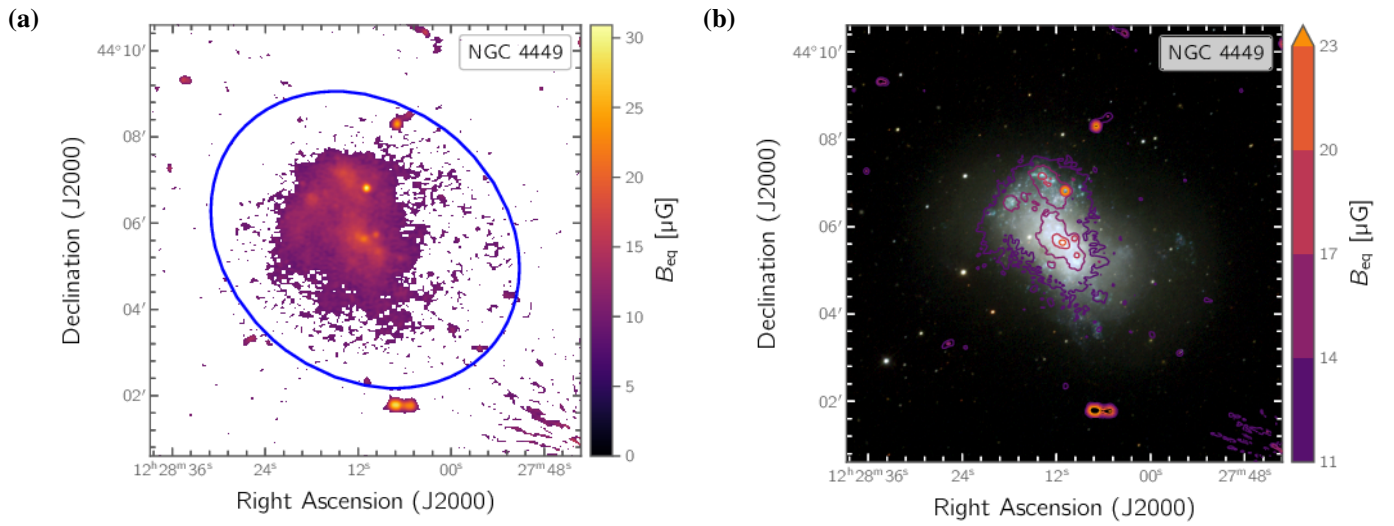 (a)
NGC 4449
44°10′
08′
06′
04′
02′
Declination (J2000)
12ʰ28ᵐ36ˢ
24ˢ
12ˢ
00ˢ
27ᵐ48ˢ
Right Ascension (J2000)
30
25
20
15
10
5
0
B_eq [µG]
(b)
NGC 4449
44°10′
08′
06′
04′
02′
Declination (J2000)
12ʰ28ᵐ36ˢ
24ˢ
12ˢ
00ˢ
27ᵐ48ˢ
Right Ascension (J2000)
23
20
17
14
11
B_eq [µG]